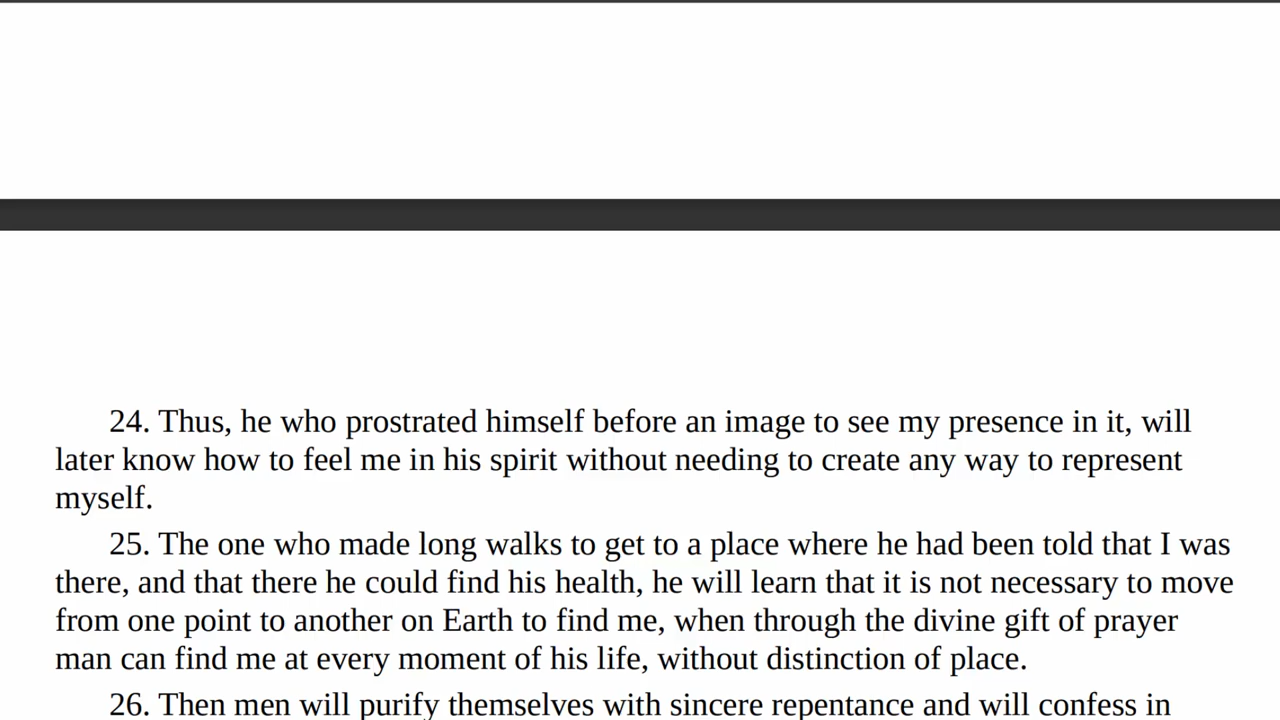 24. Thus, he who prostrated himself before an image to see my presence in it, will
later know how to feel me in his spirit without needing to create any way to represent
myself.
25. The one who made long walks to get to a place where he had been told that I was
there, and that there he could find his health, he will learn that it is not necessary to move
from one point to another on Earth to find me, when through the divine gift of prayer
man can find me at every moment of his life, without distinction of place.
26. Then men will purify themselves with sincere repentance and will confess in